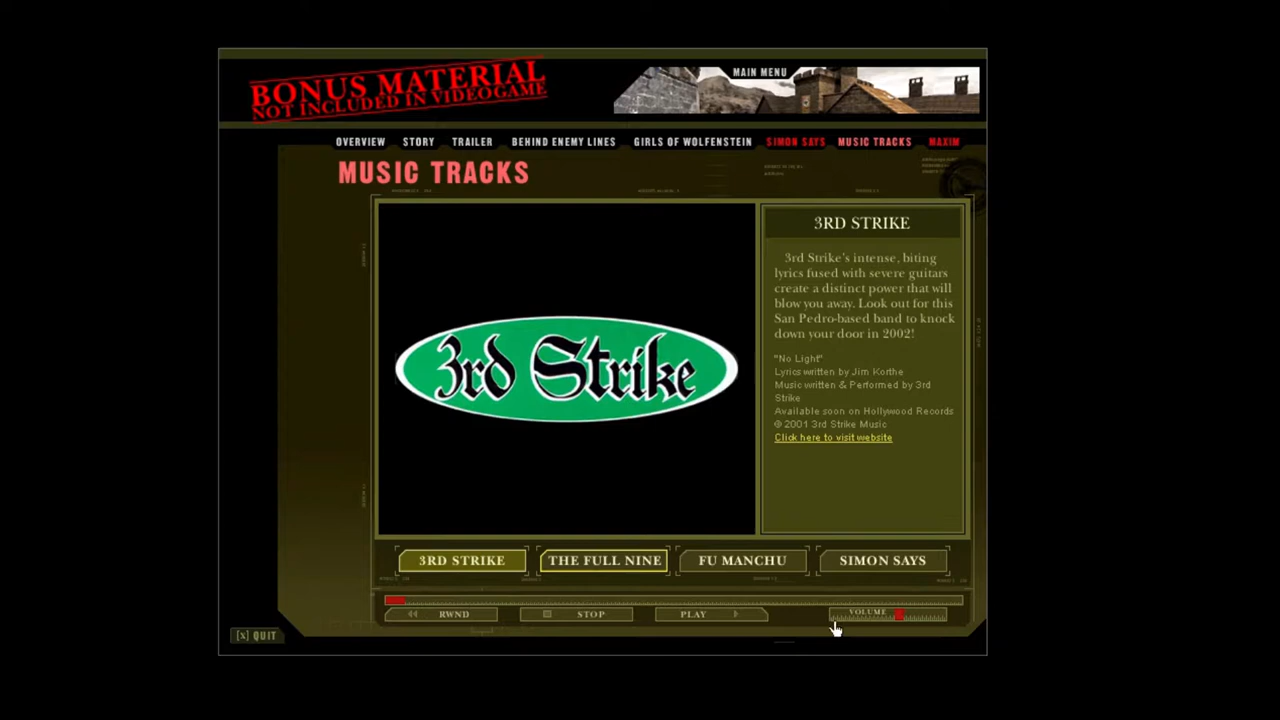 BONUS MATERIAL
NOT INCLUDED IN VIDEOGAME
MAIN MENU
OVERVIEW STORY TRAILER BEHIND ENEMY LINES GIRLS OF WOLFENSTEIN SIMON SAYS MUSIC TRACKS MAXIM
MUSIC TRACKS
3rd Strike
3RD STRIKE
3rd Strike's intense, biting
lyrics fused with severe guitars
create a distinct power that will
blow you away. Look out for this
San Pedro-based band to knock
down your door in 2002!
"No Light"
Lyrics written by Jim Korthe
Music written & Performed by 3rd
Strike
Available soon on Hollywood Records
© 2001 3rd Strike Music
Click here to visit website
3RD STRIKE THE FULL NINE FU MANCHU SIMON SAYS
RWND STOP PLAY VOLUME
[x] QUIT